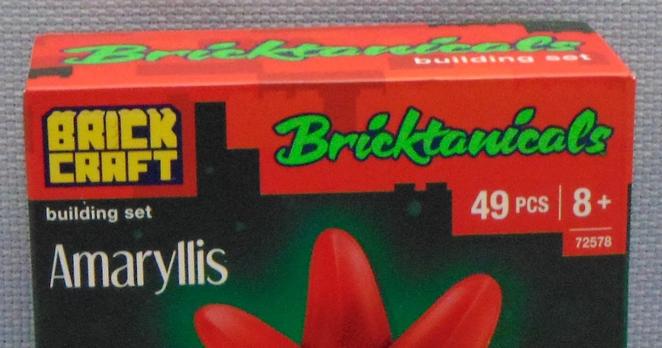 Bricktanicals
building set
BRICK
CRAFT
Bricktanicals
building set
49 PCS | 8+
72578
Amaryllis